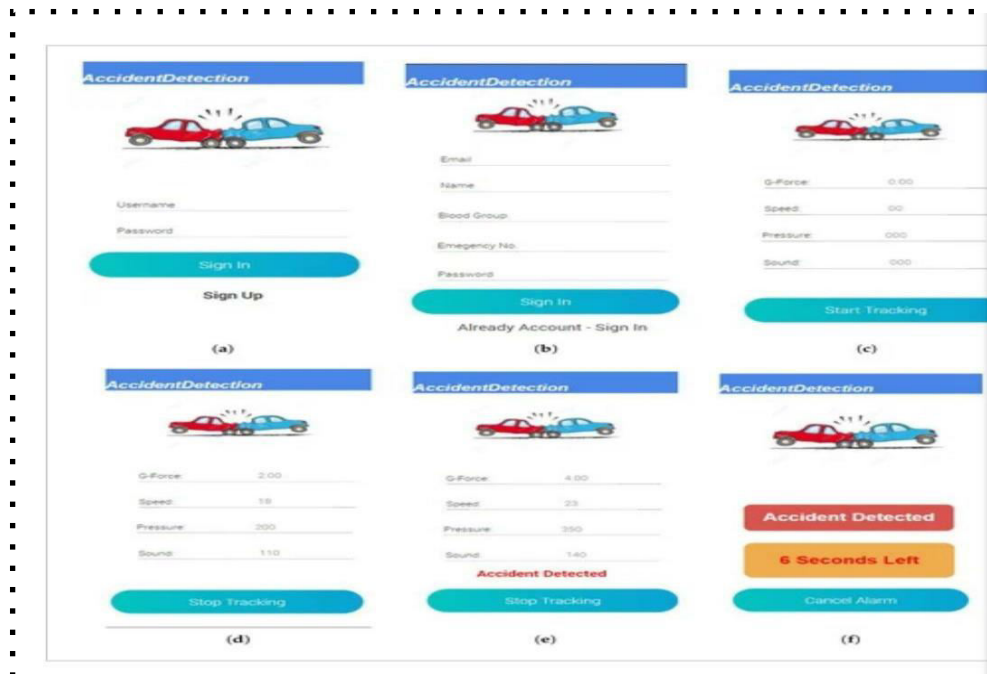 AccidentDetection
Username
Password
Sign In
Sign Up
(a)
AccidentDetection
Email
Name
Blood Group
Emegency No.
Password
Sign In
Already Account - Sign In
(b)
AccidentDetection
G-Force: 0.00
Speed: 00
Pressure: 000
Sound: 000
Start Tracking
(c)
AccidentDetection
G-Force: 2.00
Speed: 18
Pressure: 200
Sound: 110
Stop Tracking
(d)
AccidentDetection
G-Force: 4.00
Speed: 23
Pressure: 350
Sound: 140
Accident Detected
Stop Tracking
(e)
AccidentDetection
Accident Detected
6 Seconds Left
Cancel Alarm
(f)